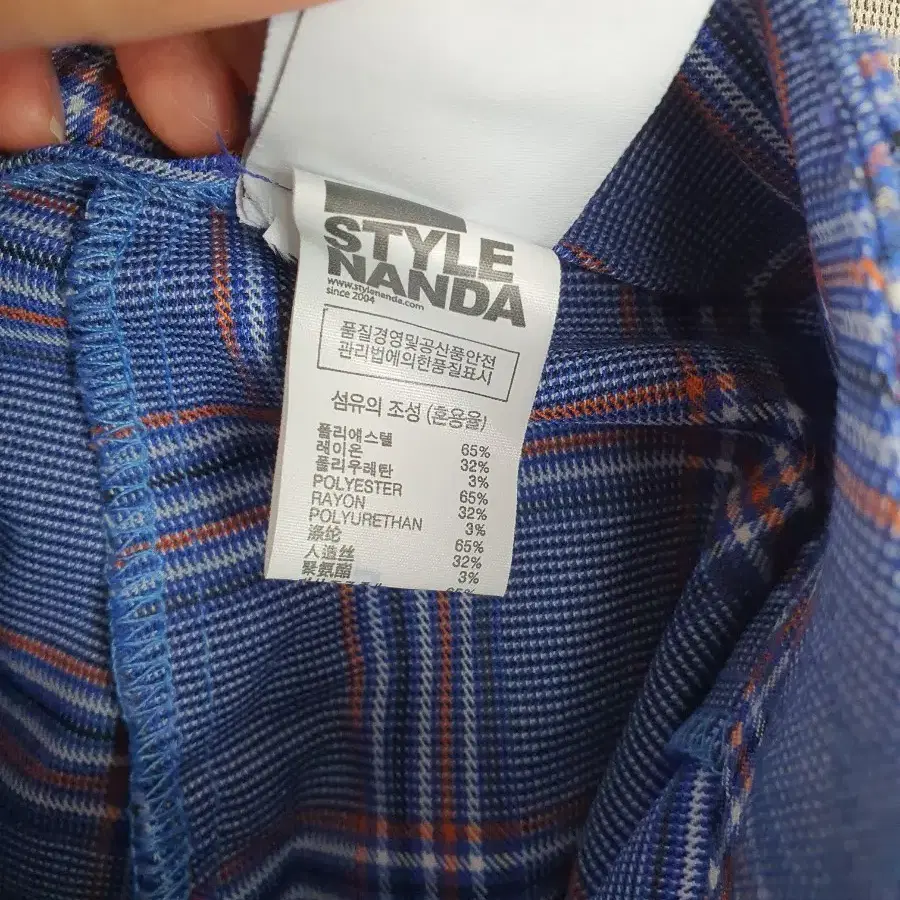 STYLE
NANDA
www.stylenanda.com
since 2004
품질경영및공산품안전
관리법에의한품질표시
섬유의 조성 (혼용율)
폴리에스텔 65%
레이온 32%
폴리우레탄 3%
POLYESTER 65%
RAYON 32%
POLYURETHAN 3%
涤纶 65%
人造丝 32%
聚氨酯 3%
65%